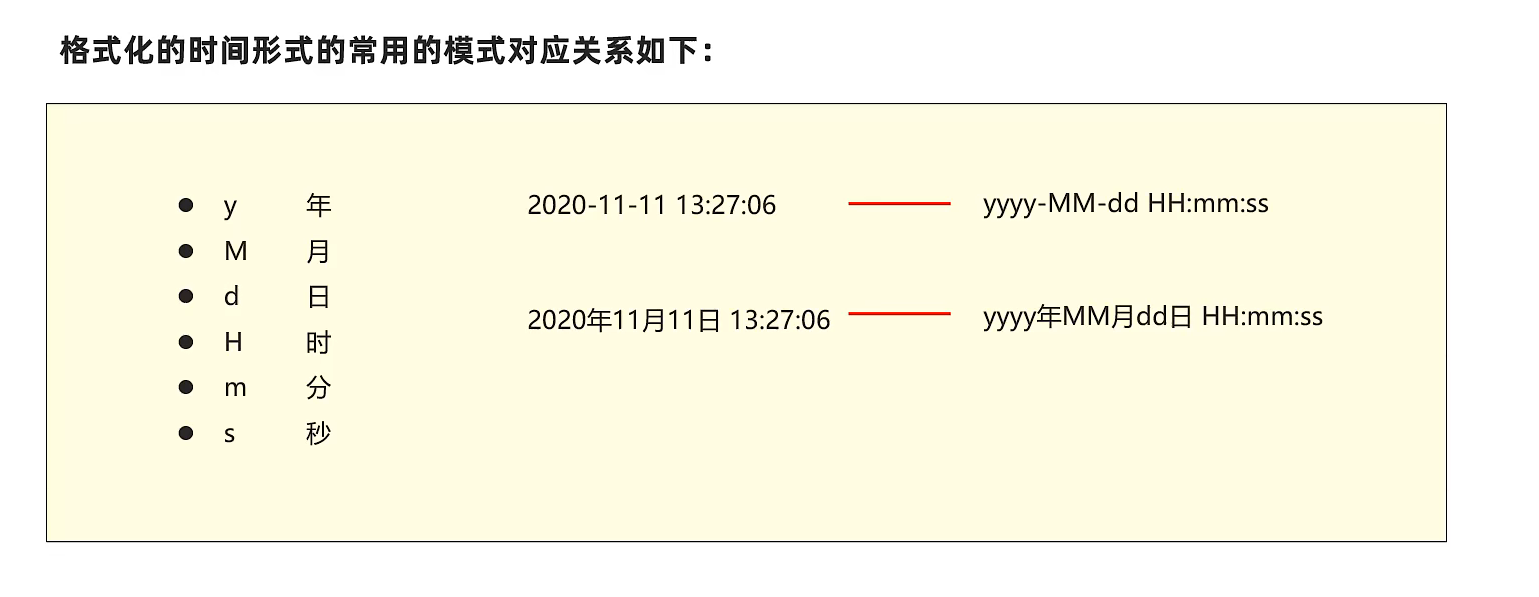 格式化的时间形式的常用的模式对应关系如下：
● y 年
● M 月
● d 日
● H 时
● m 分
● s 秒
2020-11-11 13:27:06 yyyy-MM-dd HH:mm:ss
2020年11月11日 13:27:06 yyyy年MM月dd日 HH:mm:ss